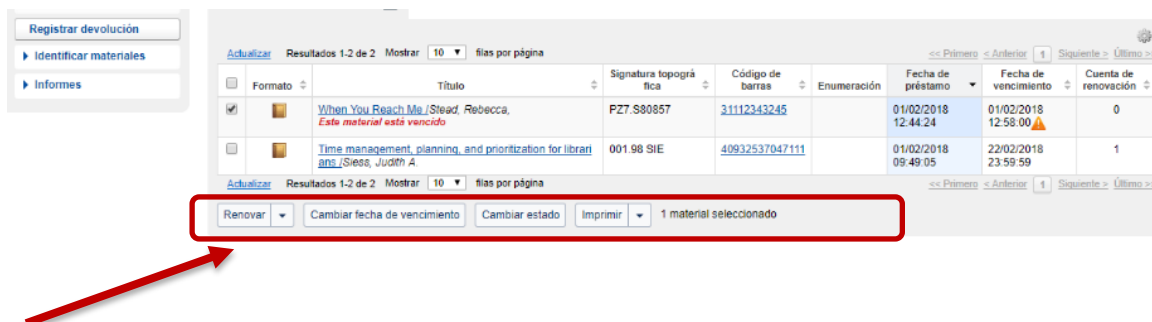 Registrar devolución
Identificar materiales
Informes
Actualizar Resultados 1-2 de 2 Mostrar 10 filas por página << Primero < Anterior 1 Siguiente > Último >>
Formato Título Signatura topográ
fica Código de
barras Enumeración Fecha de
préstamo Fecha de
vencimiento Cuenta de
renovación
When You Reach Me /Stead, Rebecca, PZ7.S80857 31112343245 01/02/2018 01/02/2018 0
Este material está vencido 12:44:24 12:58:00
Time management, planning, and prioritization for librari 001.98 SIE 40932537047111 01/02/2018 22/02/2018 1
ans /Siess, Judith A. 09:49:05 23:59:59
Actualizar Resultados 1-2 de 2 Mostrar 10 filas por página << Primero < Anterior 1 Siguiente > Último >>
Renovar Cambiar fecha de vencimiento Cambiar estado Imprimir 1 material seleccionado